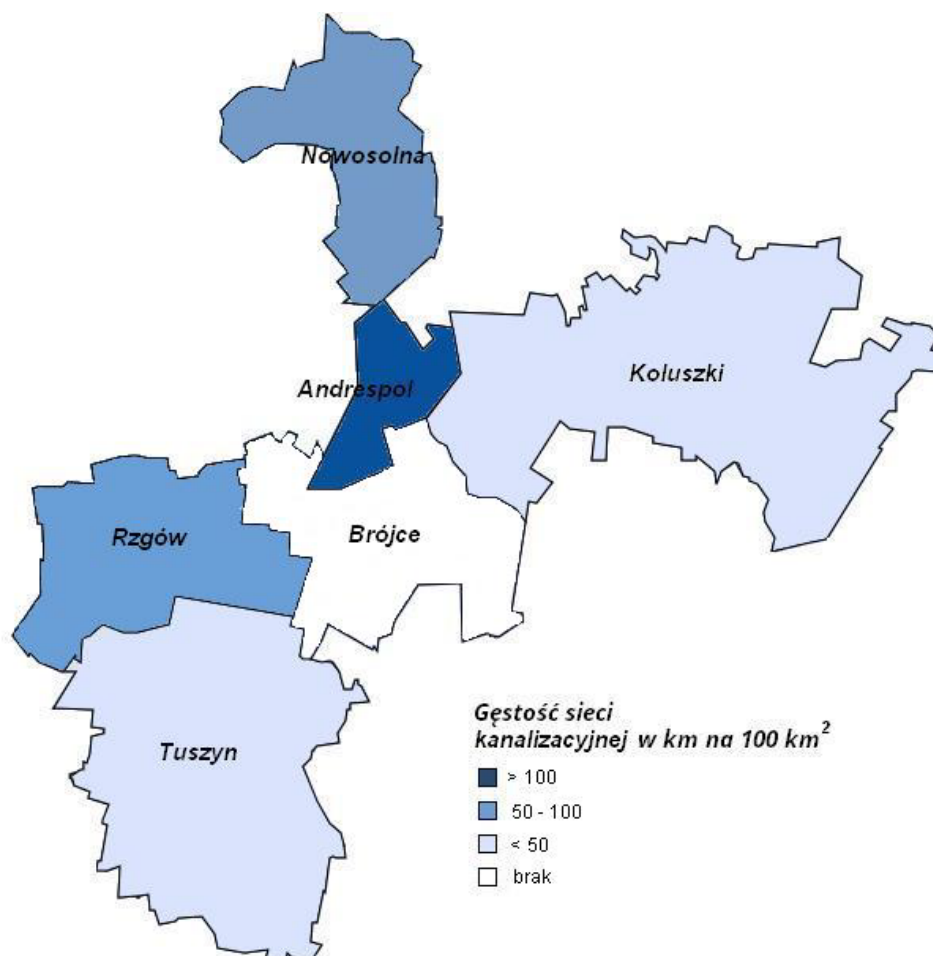 Nowosolna
Koluszki
Andrespol
Rzgów
Brójce
Tuszyn
Gęstość sieci
kanalizacyjnej w km na 100 km²
> 100
50 - 100
< 50
brak